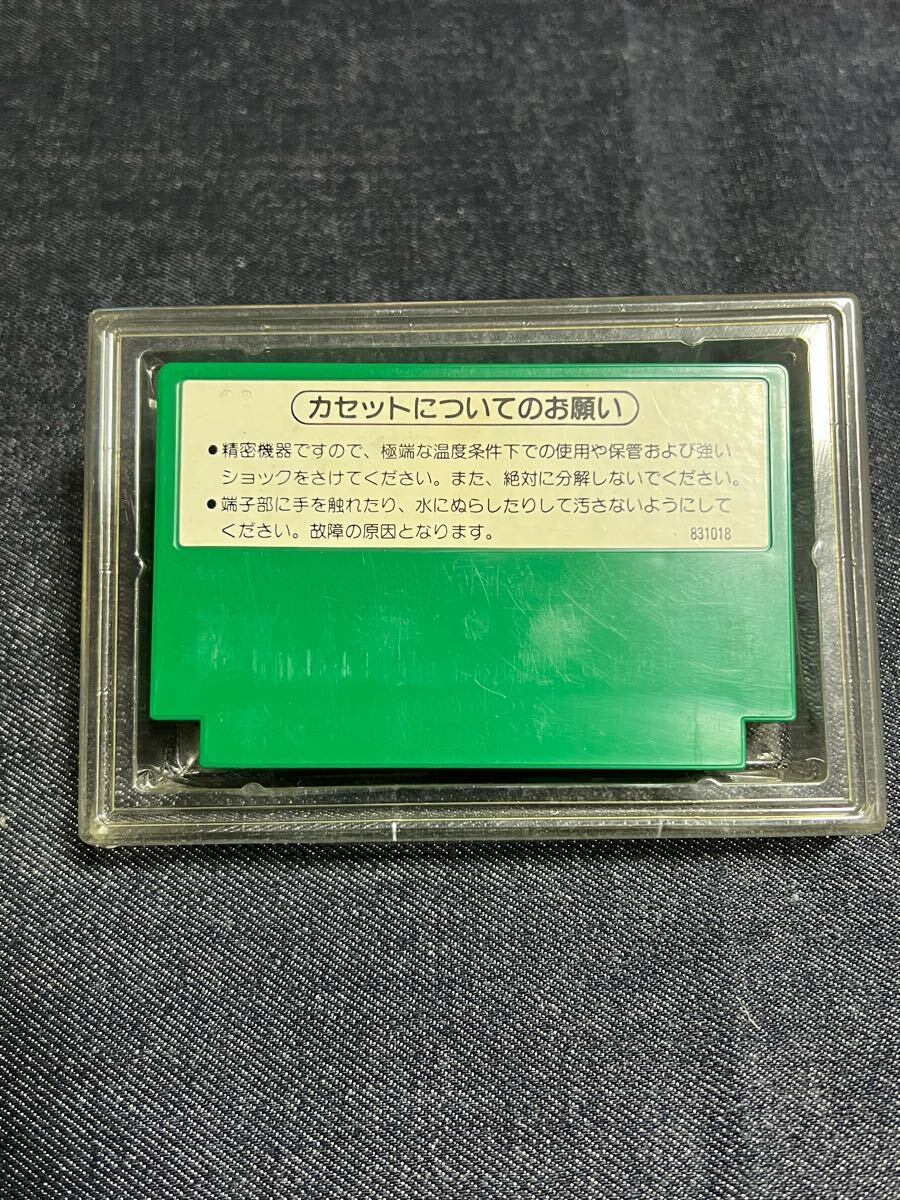 カセットについてのお願い
●精密機器ですので、極端な温度条件下での使用や保管および強い
ショックをさけてください。また、絶対に分解しないでください。
●端子部に手を触れたり、水にぬらしたりして汚さないようにして
ください。故障の原因となります。
831018